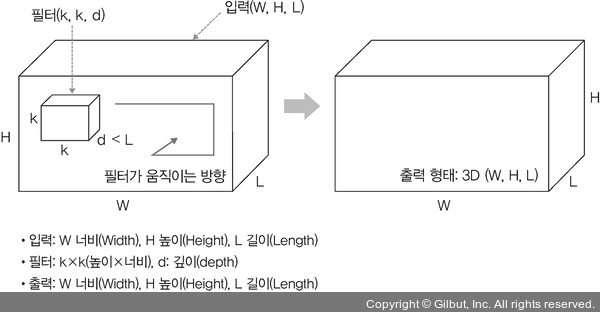 필터(k, k, d)
입력(W, H, L)
H
k
k
d < L
필터가 움직이는 방향
W
L
출력 형태: 3D (W, H, L)
W
L
H
• 입력: W 너비(Width), H 높이(Height), L 길이(Length)
• 필터: k×k(높이×너비), d: 깊이(depth)
• 출력: W 너비(Width), H 높이(Height), L 길이(Length)
Copyright © Gilbut, Inc. All rights reserved.